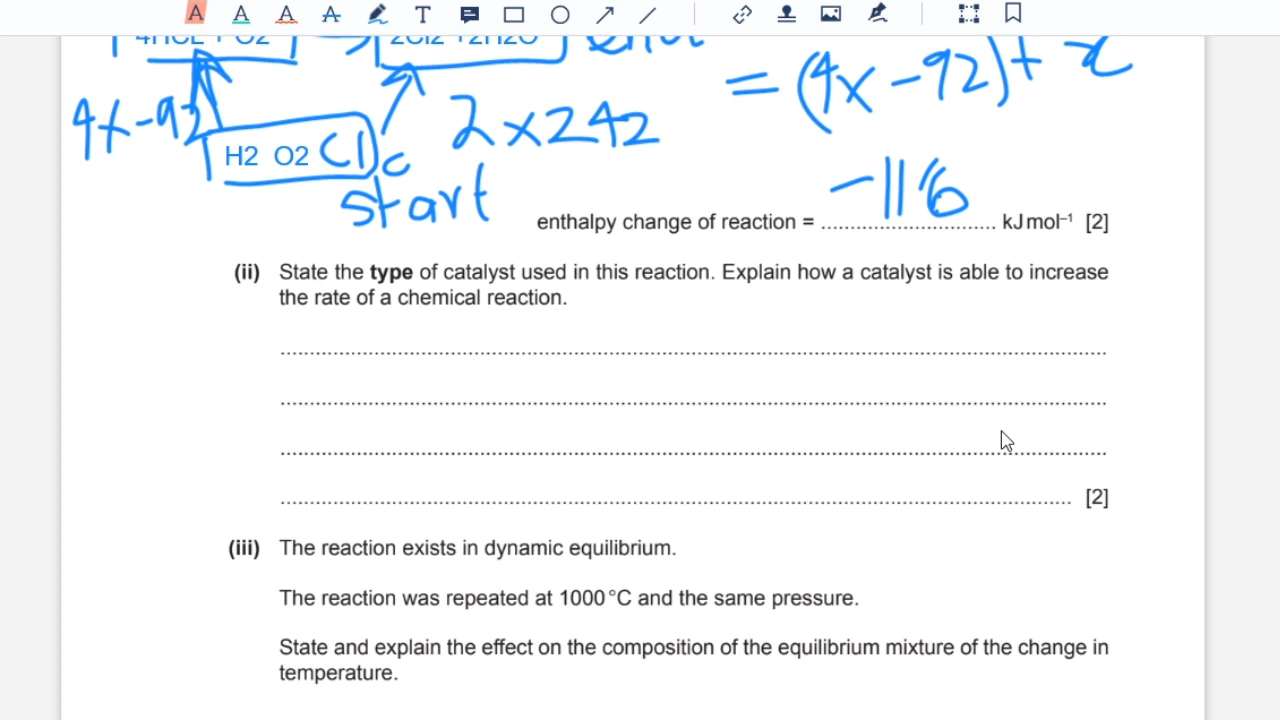 4HCL + O2 2Cl2 +2H2O
= (4x -92) + x
4x-92 2 x 242
H2 O2 Cl
start -116
enthalpy change of reaction = .............................. kJ mol⁻¹ [2]
(ii) State the type of catalyst used in this reaction. Explain how a catalyst is able to increase
the rate of a chemical reaction.
[2]
(iii) The reaction exists in dynamic equilibrium.
The reaction was repeated at 1000 °C and the same pressure.
State and explain the effect on the composition of the equilibrium mixture of the change in
temperature.